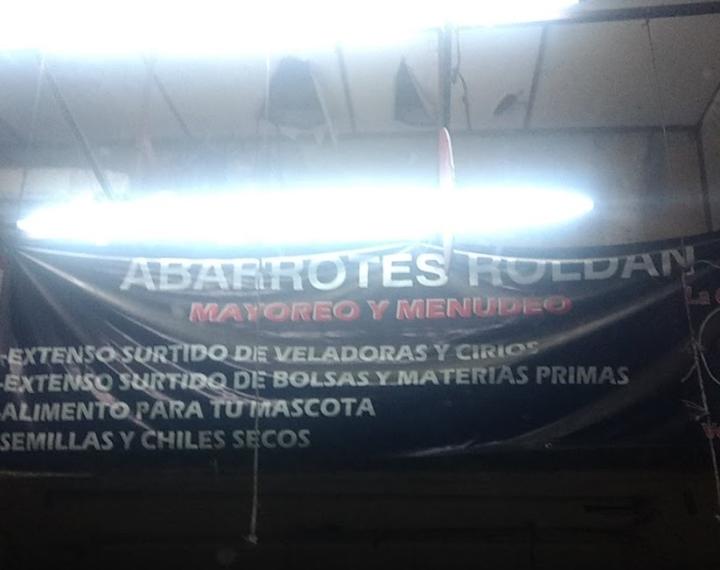 ABARROTES ROLDAN
MAYOREO Y MENUDEO
-EXTENSO SURTIDO DE VELADORAS Y CIRIOS
-EXTENSO SURTIDO DE BOLSAS Y MATERIAS PRIMAS
-ALIMENTO PARA TU MASCOTA
SEMILLAS Y CHILES SECOS